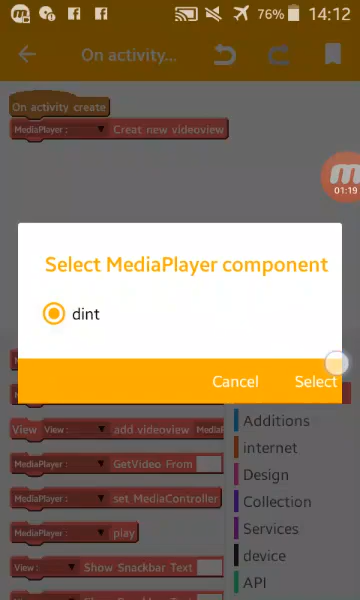 76% 14:12
On activity...
On activity create
MediaPlayer : Creat new videoview
01:19
Select MediaPlayer component
dint
Cancel Select
View View : add videoview
Additions
MediaPlayer : GetVideo From
internet
Design
MediaPlayer : set MediaController
Collection
MediaPlayer : play
Services
device
View : Show Snackbar Text
API